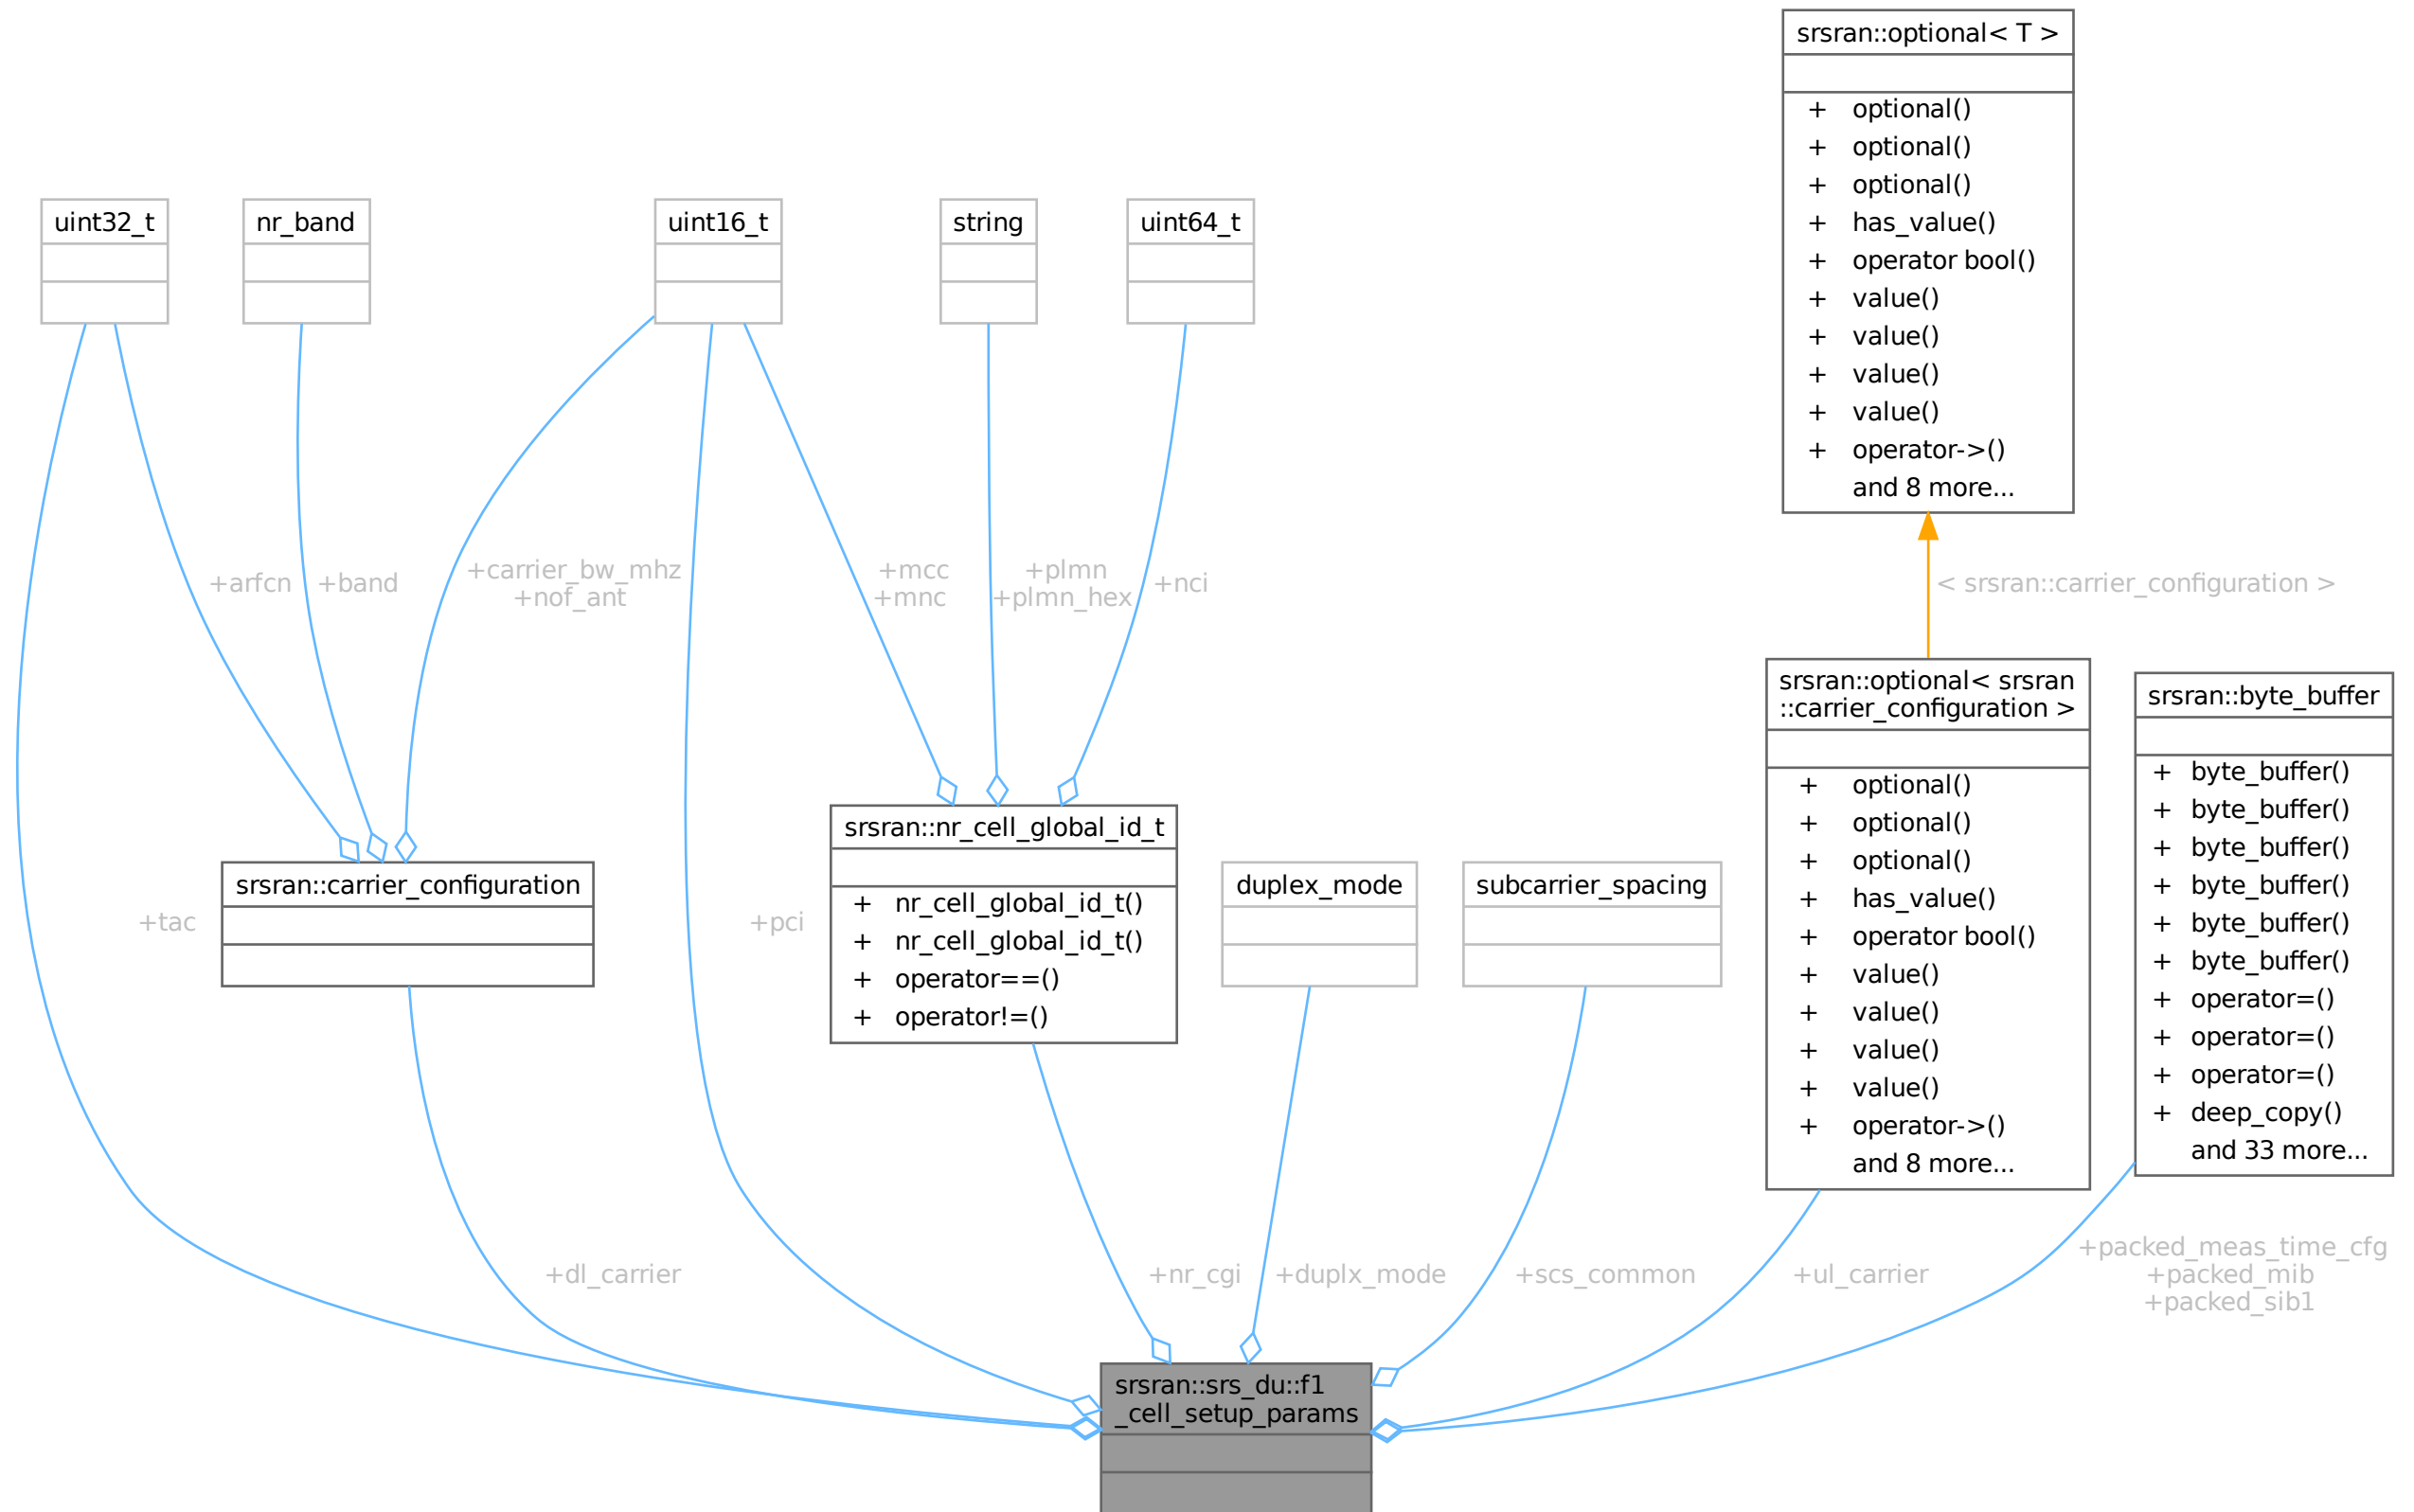 srsran::optional< T >
+ optional()
+ optional()
+ optional()
+ has_value()
+ operator bool()
+ value()
+ value()
+ value()
+ value()
+ operator->()
and 8 more...
uint32_t
nr_band
uint16_t
string
uint64_t
+arfcn
+band
+carrier_bw_mhz
+nof_ant
+mcc
+mnc
+plmn
+plmn_hex
+nci
< srsran::carrier_configuration >
srsran::optional< srsran
::carrier_configuration >
+ optional()
+ optional()
+ optional()
+ has_value()
+ operator bool()
+ value()
+ value()
+ value()
+ value()
+ operator->()
and 8 more...
srsran::byte_buffer
+ byte_buffer()
+ byte_buffer()
+ byte_buffer()
+ byte_buffer()
+ byte_buffer()
+ byte_buffer()
+ operator=()
+ operator=()
+ operator=()
+ deep_copy()
and 33 more...
srsran::nr_cell_global_id_t
+ nr_cell_global_id_t()
+ nr_cell_global_id_t()
+ operator==()
+ operator!=()
srsran::carrier_configuration
duplex_mode
subcarrier_spacing
+tac
+pci
+dl_carrier
+nr_cgi
+duplx_mode
+scs_common
+ul_carrier
+packed_meas_time_cfg
+packed_mib
+packed_sib1
srsran::srs_du::f1
_cell_setup_params